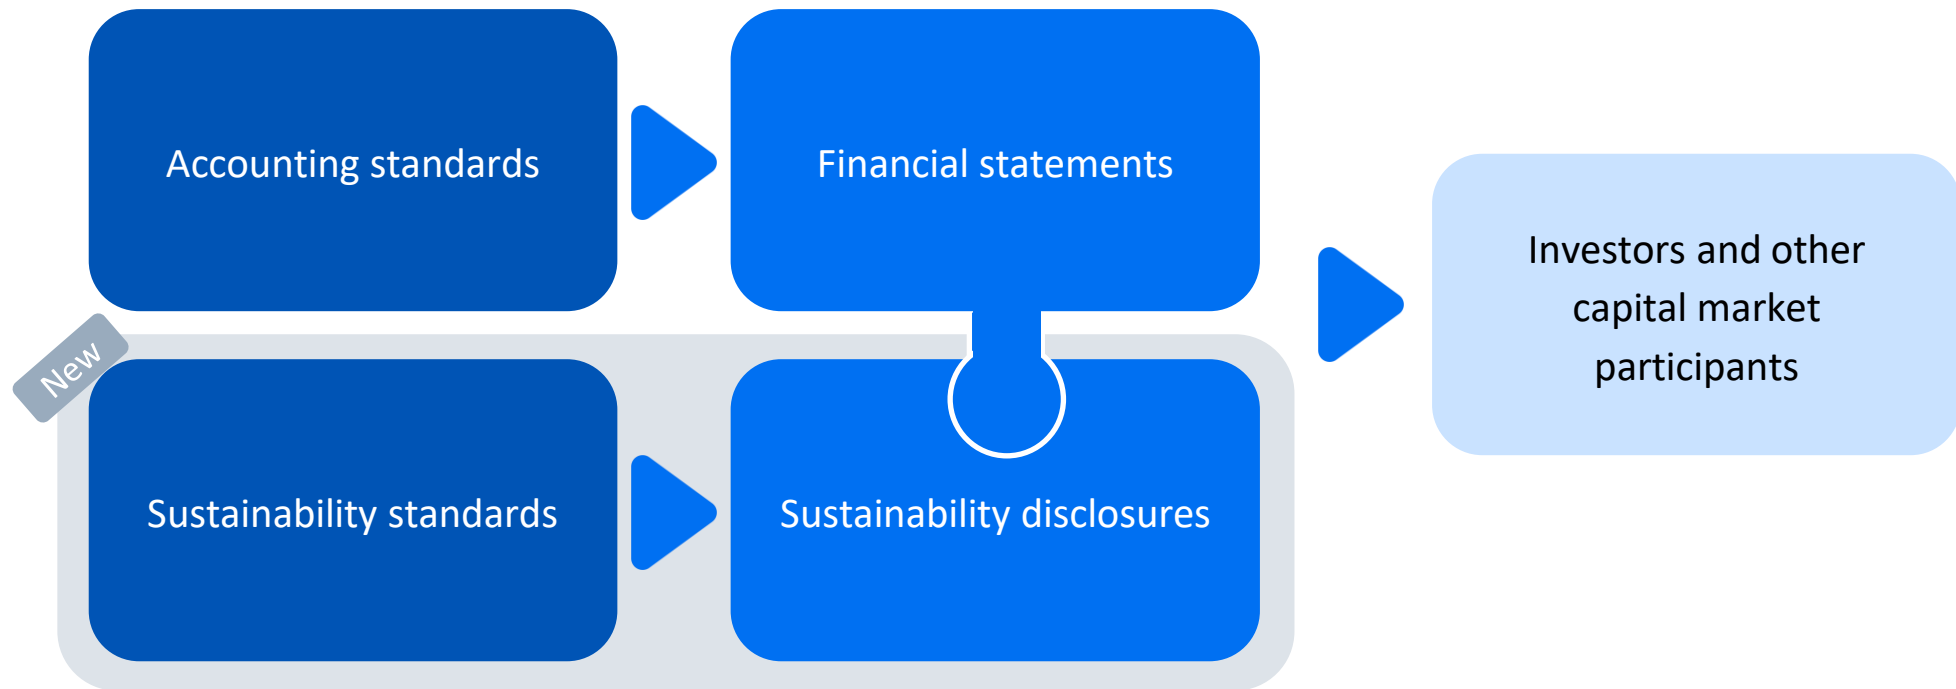 Accounting standards
Financial statements
Investors and other
capital market
participants
New
Sustainability standards
Sustainability disclosures